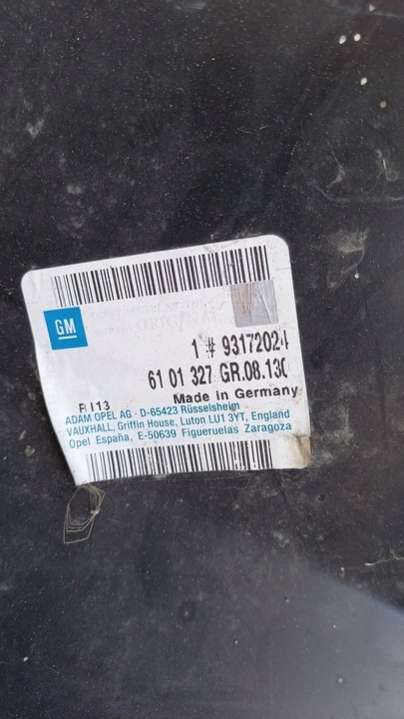 GM
1 # 93172024
61 01 327 GR.08.130
Made in Germany
R I13
ADAM OPEL AG - D-65423 Rüsselsheim
VAUXHALL, Griffin House, Luton LU1 3YT, England
Opel España, E-50639 Figueruelas Zaragoza